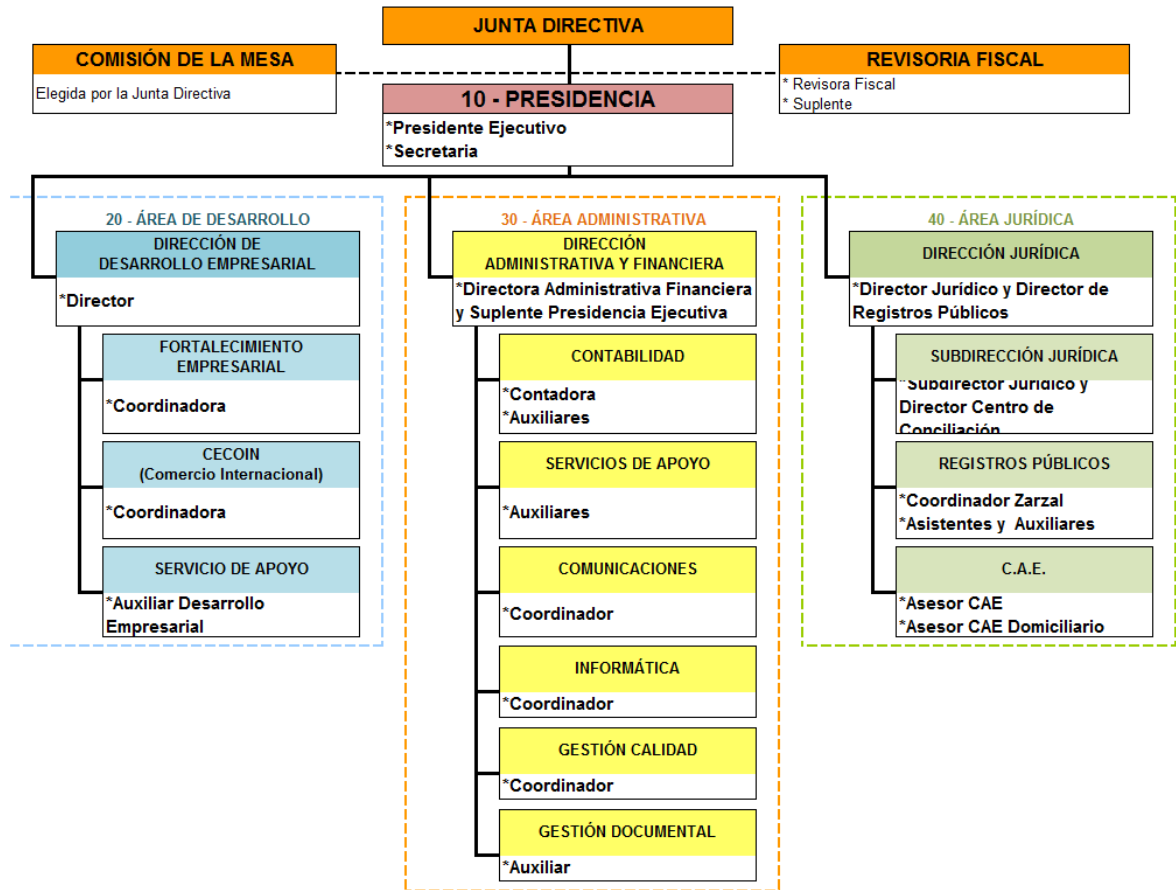 JUNTA DIRECTIVA
COMISIÓN DE LA MESA
Elegida por la Junta Directiva
REVISORIA FISCAL
* Revisora Fiscal
* Suplente
10 - PRESIDENCIA
*Presidente Ejecutivo
*Secretaria
20 - ÁREA DE DESARROLLO
DIRECCIÓN DE
DESARROLLO EMPRESARIAL
*Director
FORTALECIMIENTO
EMPRESARIAL
*Coordinadora
CECOIN
(Comercio Internacional)
*Coordinadora
SERVICIO DE APOYO
*Auxiliar Desarrollo
Empresarial
30 - ÁREA ADMINISTRATIVA
DIRECCIÓN
ADMINISTRATIVA Y FINANCIERA
*Directora Administrativa Financiera
y Suplente Presidencia Ejecutiva
CONTABILIDAD
*Contadora
*Auxiliares
SERVICIOS DE APOYO
*Auxiliares
COMUNICACIONES
*Coordinador
INFORMÁTICA
*Coordinador
GESTIÓN CALIDAD
*Coordinador
GESTIÓN DOCUMENTAL
*Auxiliar
40 - ÁREA JURÍDICA
DIRECCIÓN JURÍDICA
*Director Jurídico y Director de
Registros Públicos
SUBDIRECCIÓN JURÍDICA
*Subdirector Jurídico y
Director Centro de
Conciliación
REGISTROS PÚBLICOS
*Coordinador Zarzal
*Asistentes y Auxiliares
C.A.E.
*Asesor CAE
*Asesor CAE Domiciliario